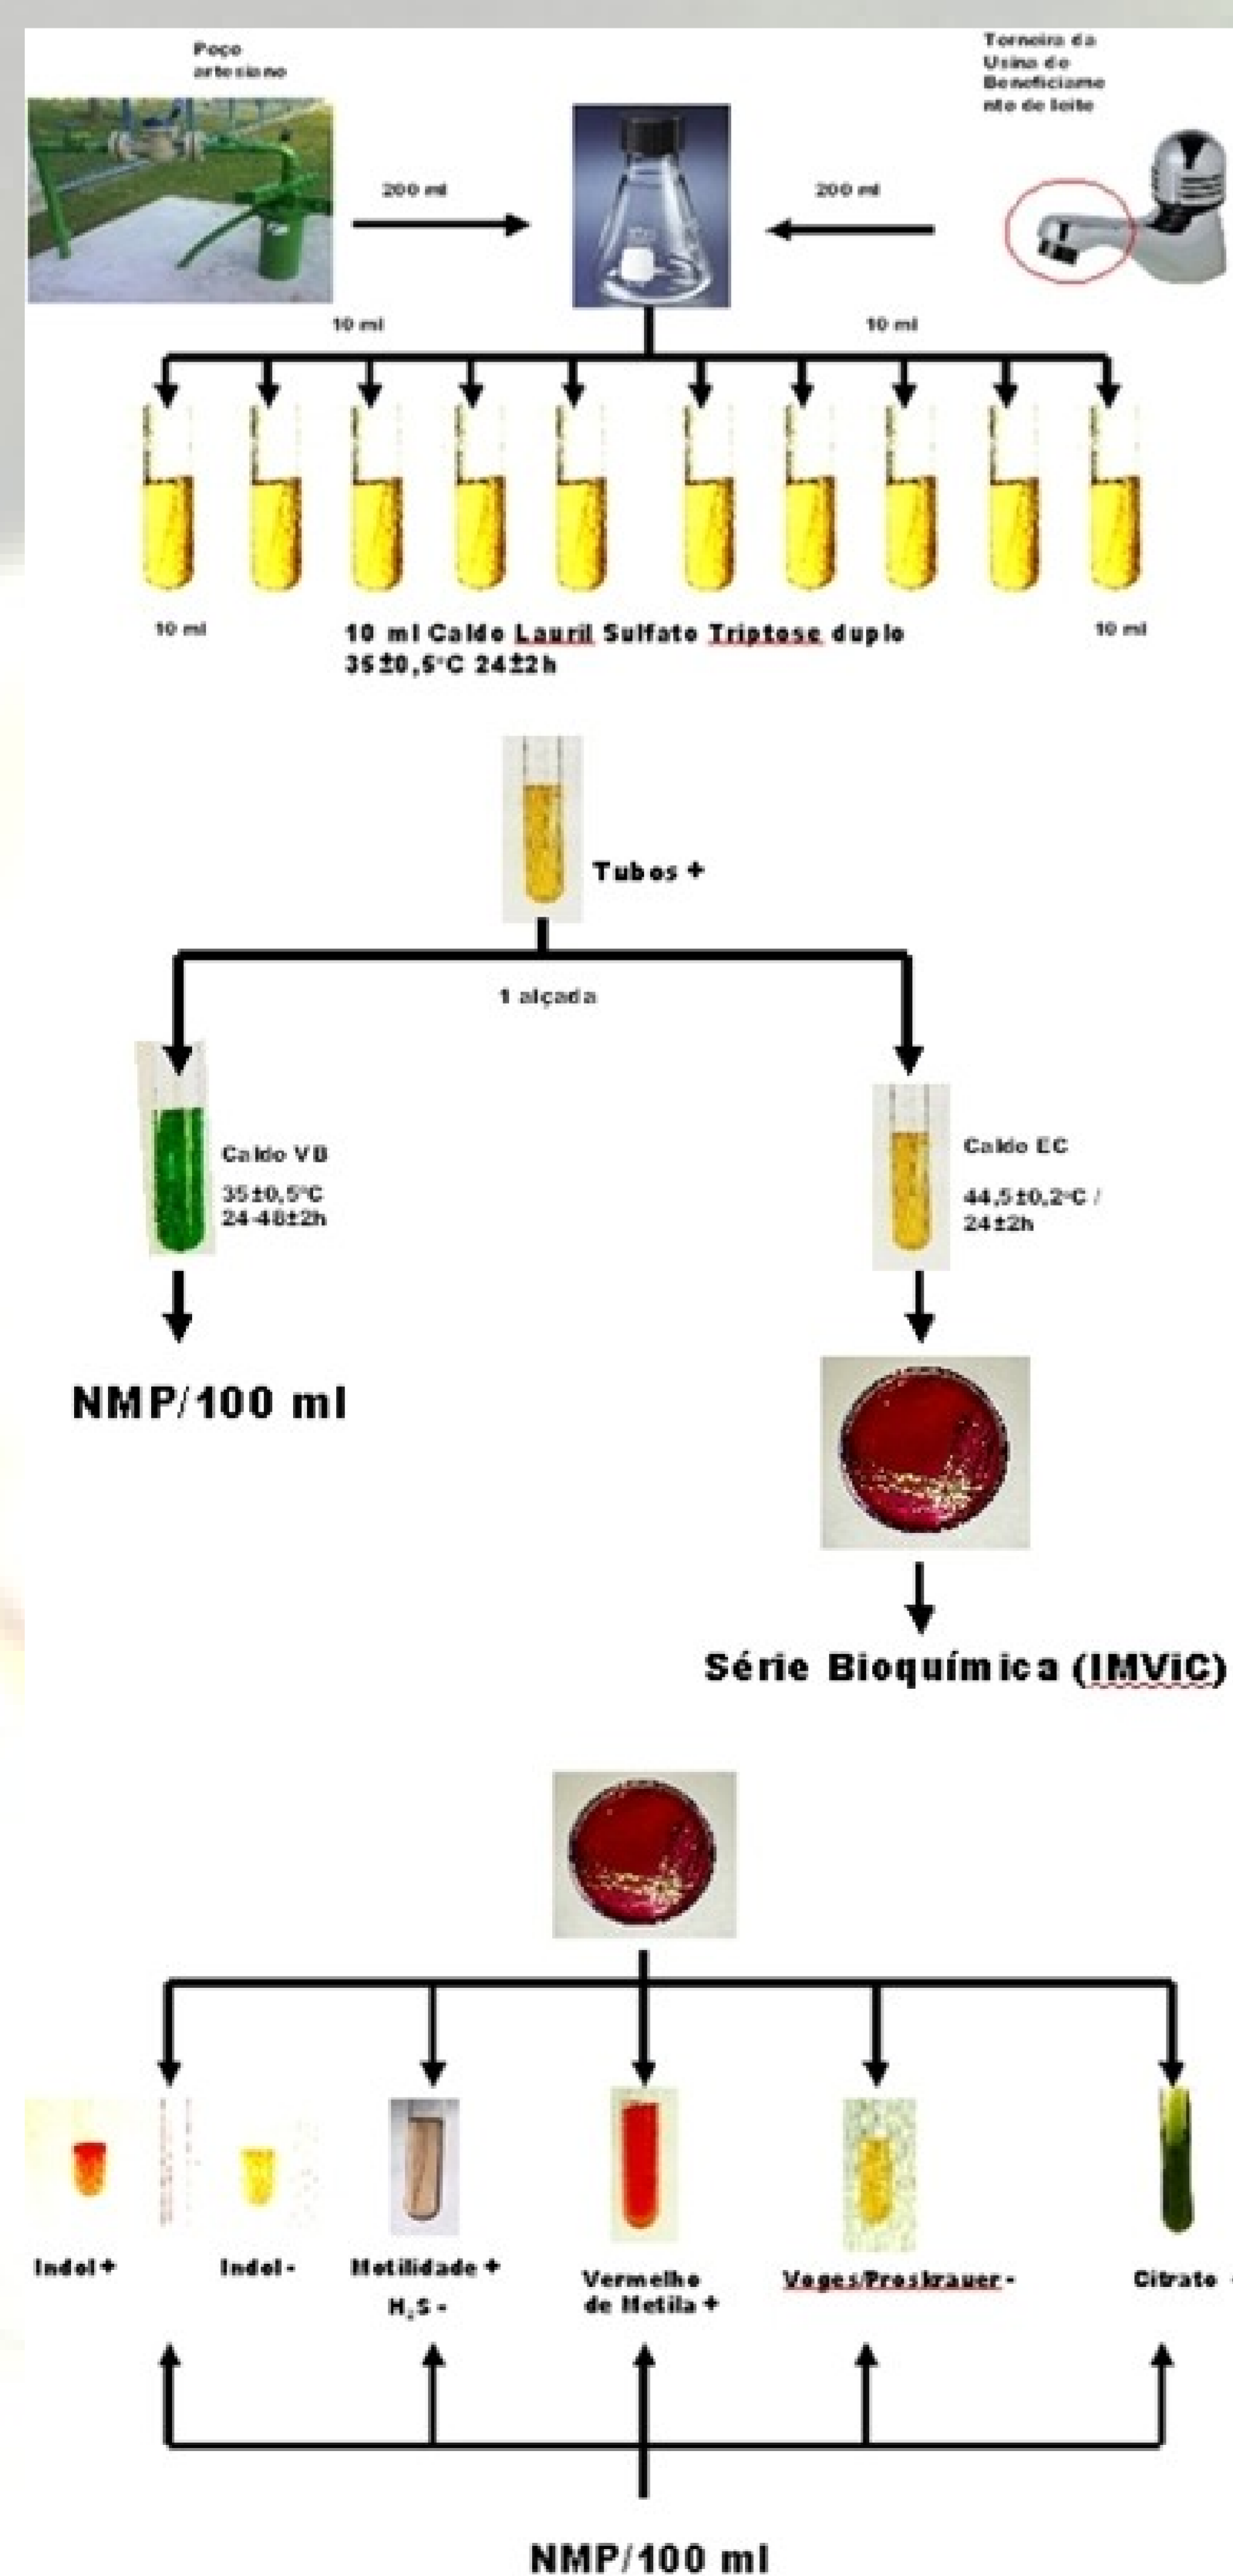 Poço
artesiano
Torneira da
Usina de
Beneficiame
nto de leite
200 ml
200 ml
10 ml
10 ml
10 ml
10 ml Caldo Lauril Sulfato Triptose duplo
35±0,5°C 24±2h
10 ml
Tubos +
1 alçada
Caldo VB
35±0,5°C
24-48±2h
Caldo EC
44,5±0,2°C /
24±2h
NMP/100 ml
Série Bioquímica (IMViC)
Indol +
Indol -
Motilidade +
H₂S -
Vermelho
de Metila +
Voges/Proskrauer -
Citrato
NMP/100 ml